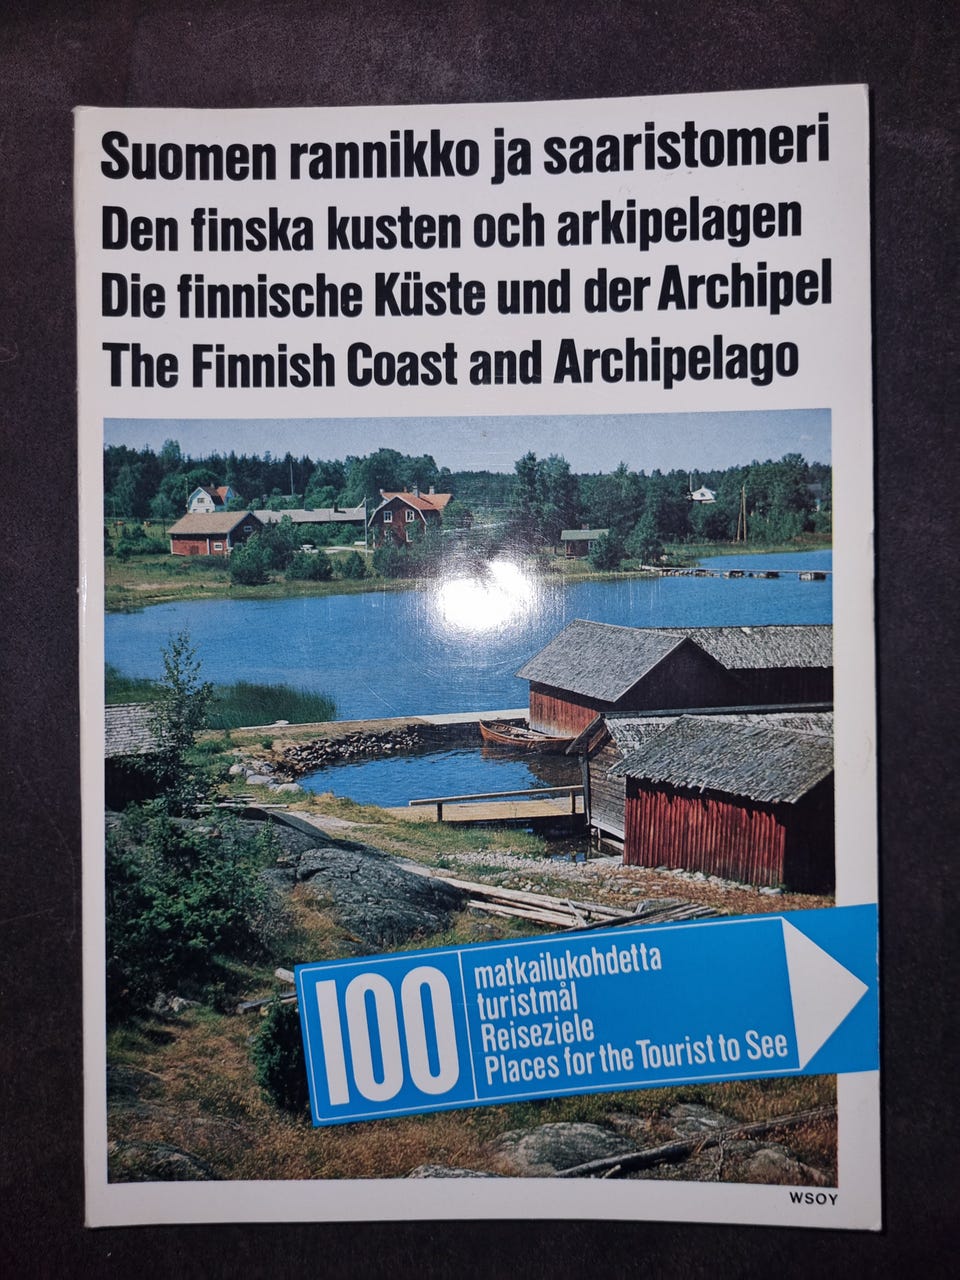 Suomen rannikko ja saaristomeri
Den finska kusten och arkipelagen
Die finnische Küste und der Archipel
The Finnish Coast and Archipelago
100
matkailukohdetta
turistmål
Reiseziele
Places for the Tourist to See
WSOY